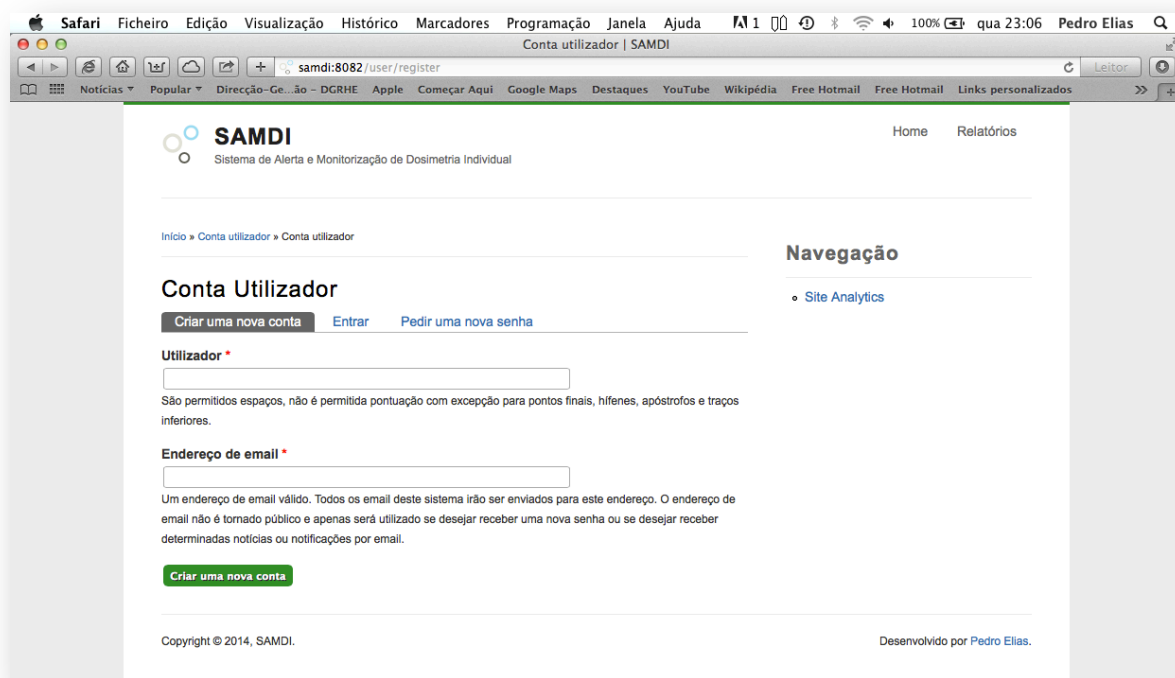 Safari Ficheiro Edição Visualização Histórico Marcadores Programação Janela Ajuda 1 100% qua 23:06 Pedro Elias
Conta utilizador | SAMDI
samdi:8082/user/register
Leitor
Notícias Popular Direcção-Ge...ão – DGRHE Apple Começar Aqui Google Maps Destaques YouTube Wikipédia Free Hotmail Free Hotmail Links personalizados
SAMDI
Sistema de Alerta e Monitorização de Dosimetria Individual
Home Relatórios
Início » Conta utilizador » Conta utilizador
Conta Utilizador
Criar uma nova conta Entrar Pedir uma nova senha
Utilizador *
São permitidos espaços, não é permitida pontuação com excepção para pontos finais, hífenes, apóstrofos e traços
inferiores.
Endereço de email *
Um endereço de email válido. Todos os email deste sistema irão ser enviados para este endereço. O endereço de
email não é tornado público e apenas será utilizado se desejar receber uma nova senha ou se desejar receber
determinadas notícias ou notificações por email.
Criar uma nova conta
Navegação
Site Analytics
Copyright © 2014, SAMDI.
Desenvolvido por Pedro Elias.